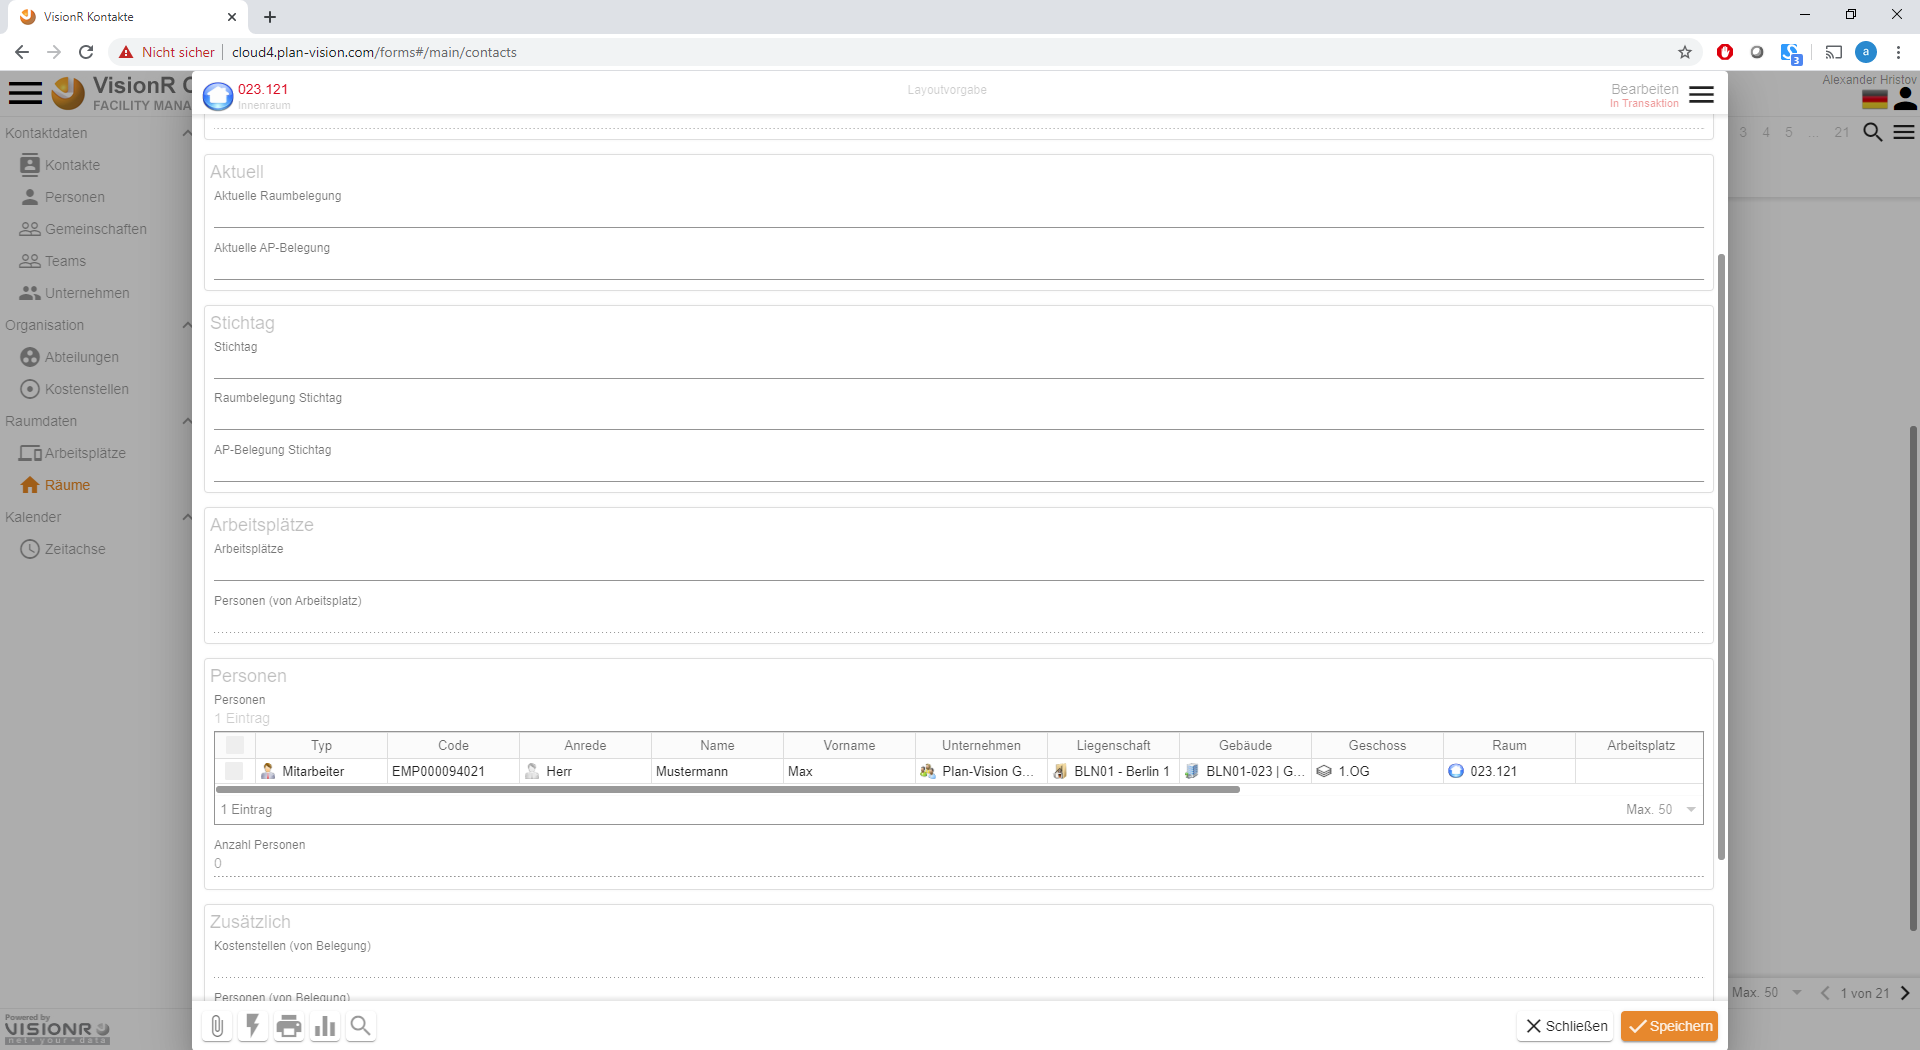 VisionR Kontakte
Nicht sicher
cloud4.plan-vision.com/forms#/main/contacts
a
3
VisionR C
FACILITY MANA
Alexander Hristov
023.121
Innenraum
Layoutvorgabe
Bearbeiten
In Transaktion
3 4 5 ... 21
Kontaktdaten
Kontakte
Personen
Gemeinschaften
Teams
Unternehmen
Organisation
Abteilungen
Kostenstellen
Raumdaten
Arbeitsplätze
Räume
Kalender
Zeitachse
Aktuell
Aktuelle Raumbelegung
Aktuelle AP-Belegung
Stichtag
Stichtag
Raumbelegung Stichtag
AP-Belegung Stichtag
Arbeitsplätze
Arbeitsplätze
Personen (von Arbeitsplatz)
Personen
Personen
1 Eintrag
Typ Code Anrede Name Vorname Unternehmen Liegenschaft Gebäude Geschoss Raum Arbeitsplatz
Mitarbeiter EMP000094021 Herr Mustermann Max Plan-Vision G... BLN01 - Berlin 1 BLN01-023 | G... 1.OG 023.121
1 Eintrag
Max. 50
Anzahl Personen
0
Zusätzlich
Kostenstellen (von Belegung)
Personen (von Belegung)
Max. 50
1 von 21
Powered by
VISIONR
net • your • data
Schließen
Speichern